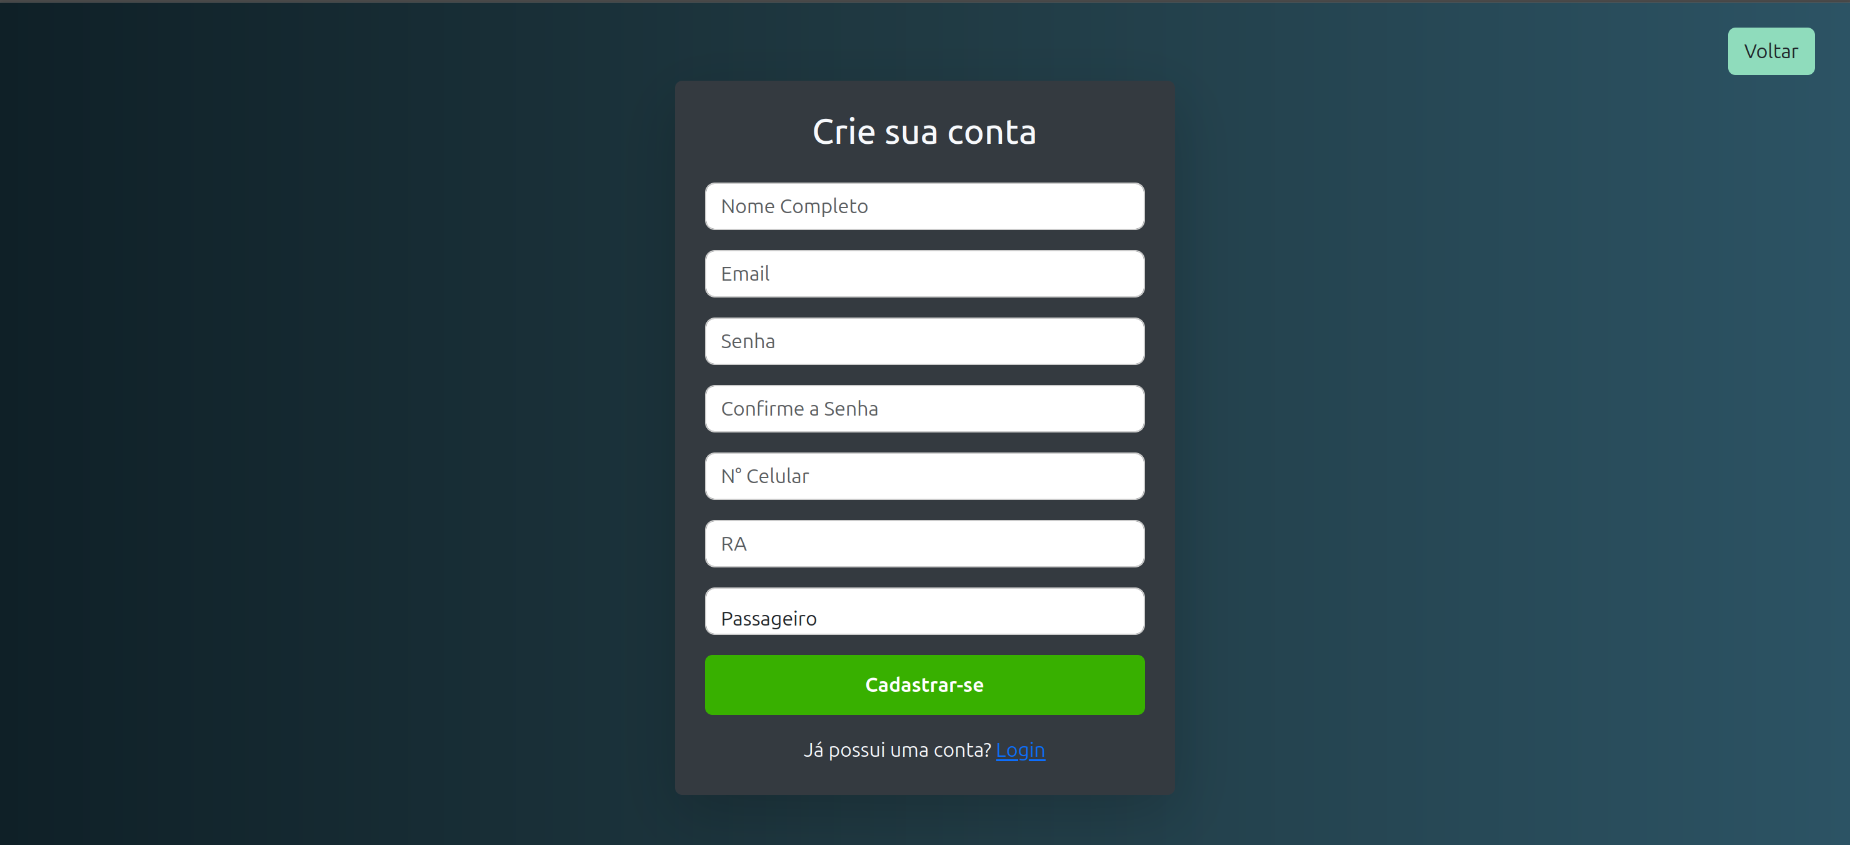 Voltar
Crie sua conta
Nome Completo
Email
Senha
Confirme a Senha
N° Celular
RA
Passageiro
Cadastrar-se
Já possui uma conta? Login